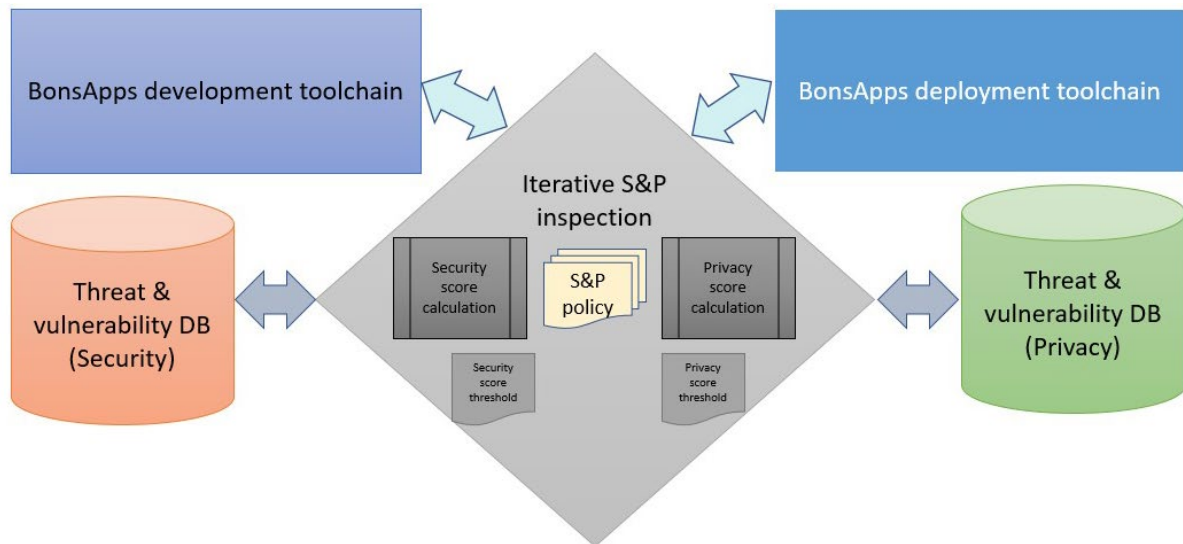 BonsApps development toolchain
BonsApps deployment toolchain
Iterative S&P
inspection
Security
score
calculation
S&P
policy
Privacy
score
calculation
Security
score
threshold
Privacy
score
threshold
Threat &
vulnerability DB
(Security)
Threat &
vulnerability DB
(Privacy)